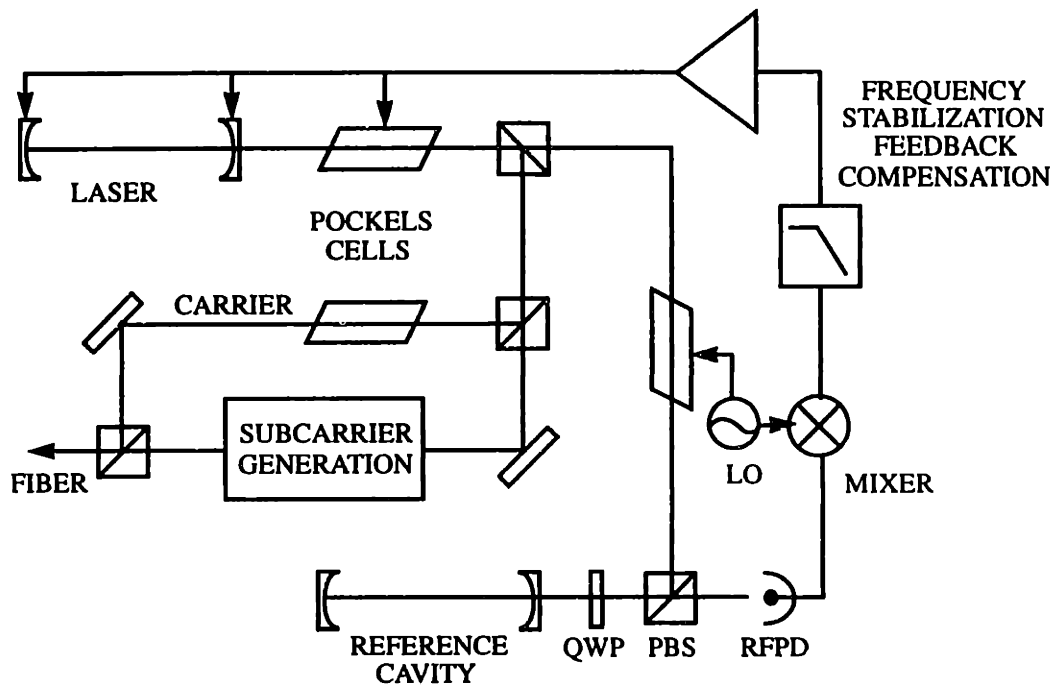 FREQUENCY
STABILIZATION
FEEDBACK
COMPENSATION
LASER
POCKELS
CELLS
CARRIER
SUBCARRIER
GENERATION
FIBER
LO
MIXER
REFERENCE
CAVITY
QWP
PBS
RFPD